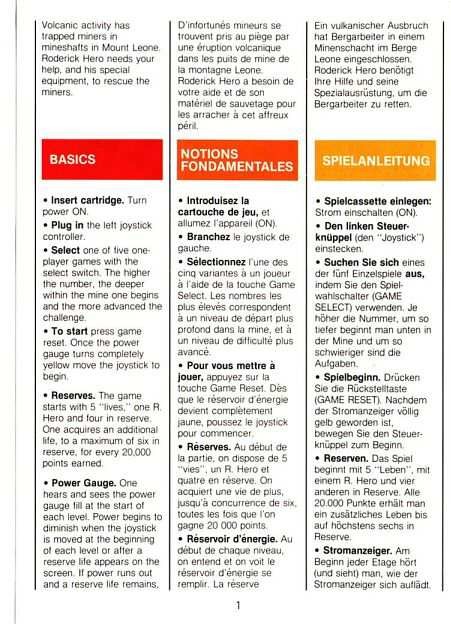 Volcanic activity has
trapped miners in
mineshafts in Mount Leone.
Roderick Hero needs your
help, and his special
equipment, to rescue the
miners.
BASICS
• Insert cartridge. Turn
power ON.
• Plug in the left joystick
controller.
• Select one of five one-
player games with the
select switch. The higher
the number, the deeper
within the mine one begins
and the more advanced the
challenge.
• To start press game
reset. Once the power
gauge turns completely
yellow move the joystick to
begin.
• Reserves. The game
starts with 5 "lives," one R.
Hero and four in reserve.
One acquires an additional
life, to a maximum of six in
reserve, for every 20,000
points earned.
• Power Gauge. One
hears and sees the power
gauge fill at the start of
each level. Power begins to
diminish when the joystick
is moved at the beginning
of each level or after a
reserve life appears on the
screen. If power runs out
and a reserve life remains,
D'infortunés mineurs se
trouvent pris au piège par
une éruption volcanique
dans les puits de mine de
la montagne Leone.
Roderick Hero a besoin de
votre aide et de son
matériel de sauvetage pour
les arracher à cet affreux
péril.
NOTIONS
FONDAMENTALES
• Introduisez la
cartouche de jeu, et
allumez l'appareil (ON).
• Branchez le joystick de
gauche.
• Sélectionnez l'une des
cinq variantes à un joueur
à l'aide de la touche Game
Select. Les nombres les
plus élevés correspondent
à un niveau de départ plus
profond dans la mine, et à
un niveau de difficulté plus
avancé.
• Pour vous mettre à
jouer, appuyez sur la
touche Game Reset. Dès
que le réservoir d'énergie
devient complètement
jaune, poussez le joystick
pour commencer.
• Réserves. Au début de
la partie, on dispose de 5
"vies", un R. Hero et
quatre en réserve. On
acquiert une vie de plus,
jusqu'à concurrence de six,
toutes les fois que l'on
gagne 20 000 points.
• Réservoir d'énergie. Au
début de chaque niveau,
on entend et on voit le
réservoir d'énergie se
remplir. La réserve
Ein vulkanischer Ausbruch
hat Bergarbeiter in einem
Minenschacht im Berge
Leone eingeschlossen.
Roderick Hero benötigt
Ihre Hilfe und seine
Spezialausrüstung, um die
Bergarbeiter zu retten.
SPIELANLEITUNG
• Spielcassette einlegen:
Strom einschalten (ON).
• Den linken Steuer-
knüppel (den "Joystick")
einstecken.
• Suchen Sie sich eines
der fünf Einzelspiele aus,
indem Sie den Spiel-
wahlschalter (GAME
SELECT) verwenden. Je
höher die Nummer, um so
tiefer beginnt man unten in
der Mine und um so
schwieriger sind die
Aufgaben.
• Spielbeginn. Drücken
Sie die Rückstelltaste
(GAME RESET). Nachdem
der Stromanzeiger völlig
gelb geworden ist,
bewegen Sie den Steuer-
knüppel zum Beginn.
• Reserven. Das Spiel
beginnt mit 5 "Leben", mit
einem R. Hero und vier
anderen in Reserve. Alle
20.000 Punkte erhält man
ein zusätzliches Leben bis
auf höchstens sechs in
Reserve.
• Stromanzeiger. Am
Beginn jeder Etage hört
(und sieht) man, wie der
Stromanzeiger sich auflädt.
1